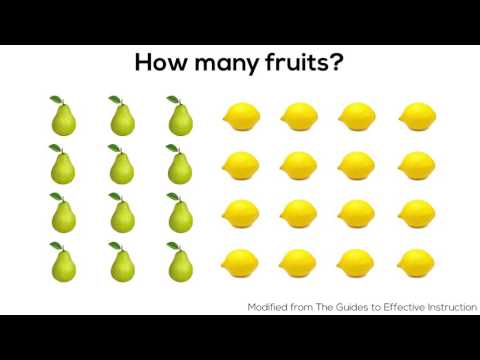 How many fruits?
Modified from The Guides to Effective Instruction